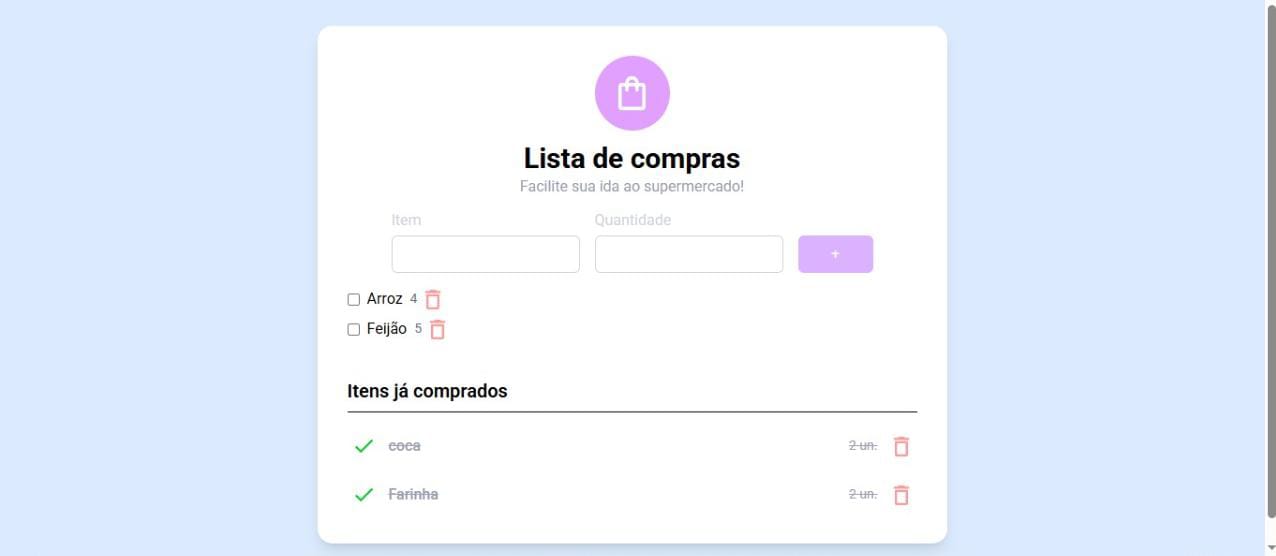 Lista de compras
Facilite sua ida ao supermercado!
Item Quantidade
+
Arroz 4
Feijão 5
Itens já comprados
coca 2 un.
Farinha 2 un.